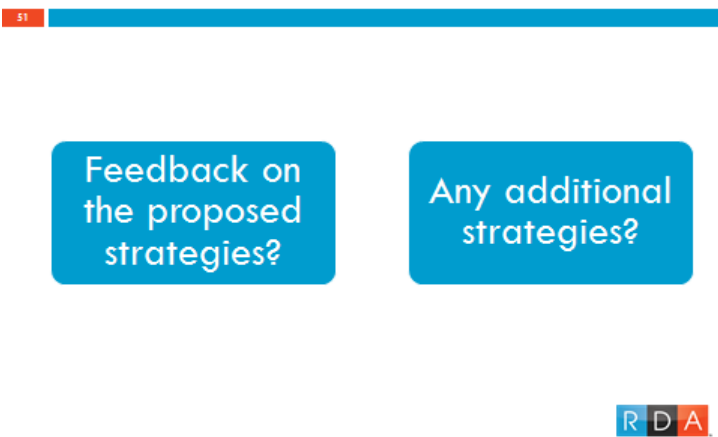 51
Feedback on
the proposed
strategies?
Any additional
strategies?
RDA